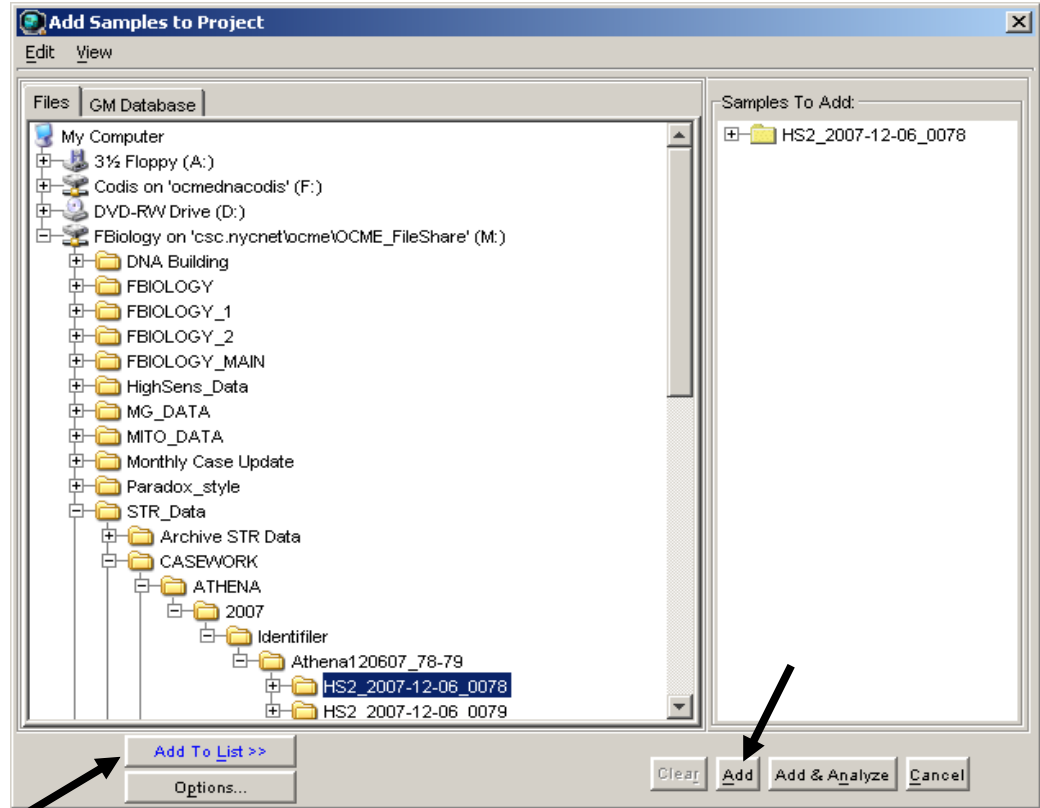 Add Samples to Project
Edit View
Files GM Database
My Computer
3½ Floppy (A:)
Codis on 'ocmednacodis' (F:)
DVD-RW Drive (D:)
FBiology on 'csc.nycnet\ocme\OCME_FileShare' (M:)
DNA Building
FBIOLOGY
FBIOLOGY_1
FBIOLOGY_2
FBIOLOGY_MAIN
HighSens_Data
MG_DATA
MITO_DATA
Monthly Case Update
Paradox_style
STR_Data
Archive STR Data
CASEWORK
ATHENA
2007
Identifiler
Athena120607_78-79
HS2_2007-12-06_0078
HS2_2007-12-06_0079
Samples To Add:
HS2_2007-12-06_0078
Add To List >>
Options...
Clear Add Add & Analyze Cancel